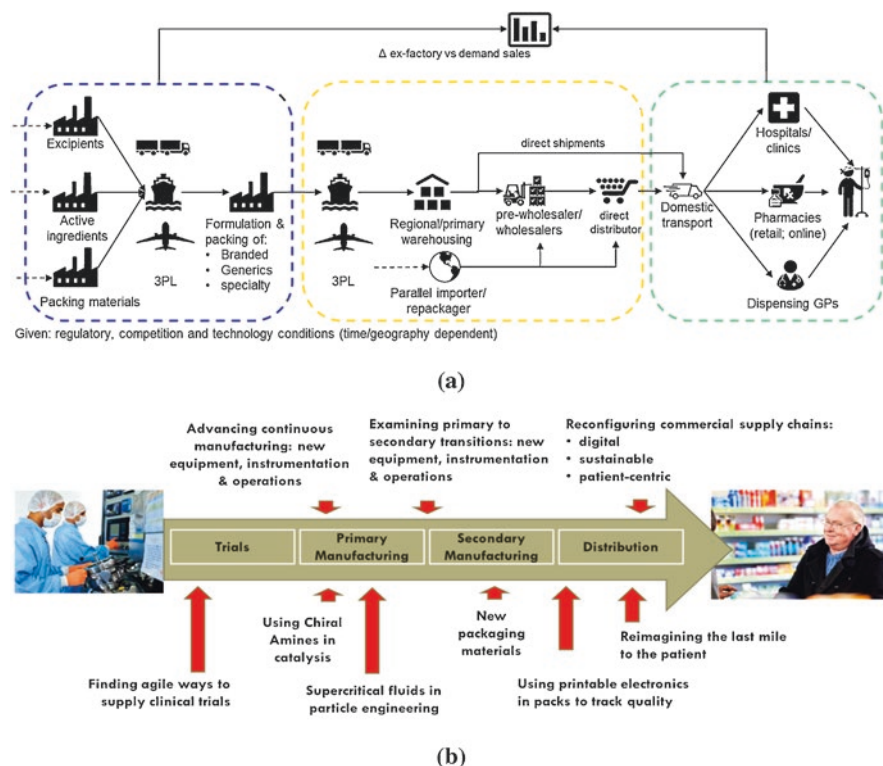 Δ ex-factory vs demand sales
Excipients
Active
ingredients
Packing materials
3PL
Formulation &
packing of:
• Branded
• Generics
• specialty
3PL
direct shipments
Regional/primary
warehousing
pre-wholesaler/
wholesalers
direct
distributor
Parallel importer/
repackager
Domestic
transport
Hospitals/
clinics
Pharmacies
(retail; online)
Dispensing GPs
Given: regulatory, competition and technology conditions (time/geography dependent)
(a)
Advancing continuous
manufacturing: new
equipment, instrumentation
& operations
Examining primary to
secondary transitions: new
equipment, instrumentation
& operations
Reconfiguring commercial supply chains:
• digital
• sustainable
• patient-centric
Trials
Primary
Manufacturing
Secondary
Manufacturing
Distribution
Finding agile ways to
supply clinical trials
Using Chiral
Amines in
catalysis
Supercritical fluids in
particle engineering
New
packaging
materials
Using printable electronics
in packs to track quality
Reimagining the last mile
to the patient
(b)